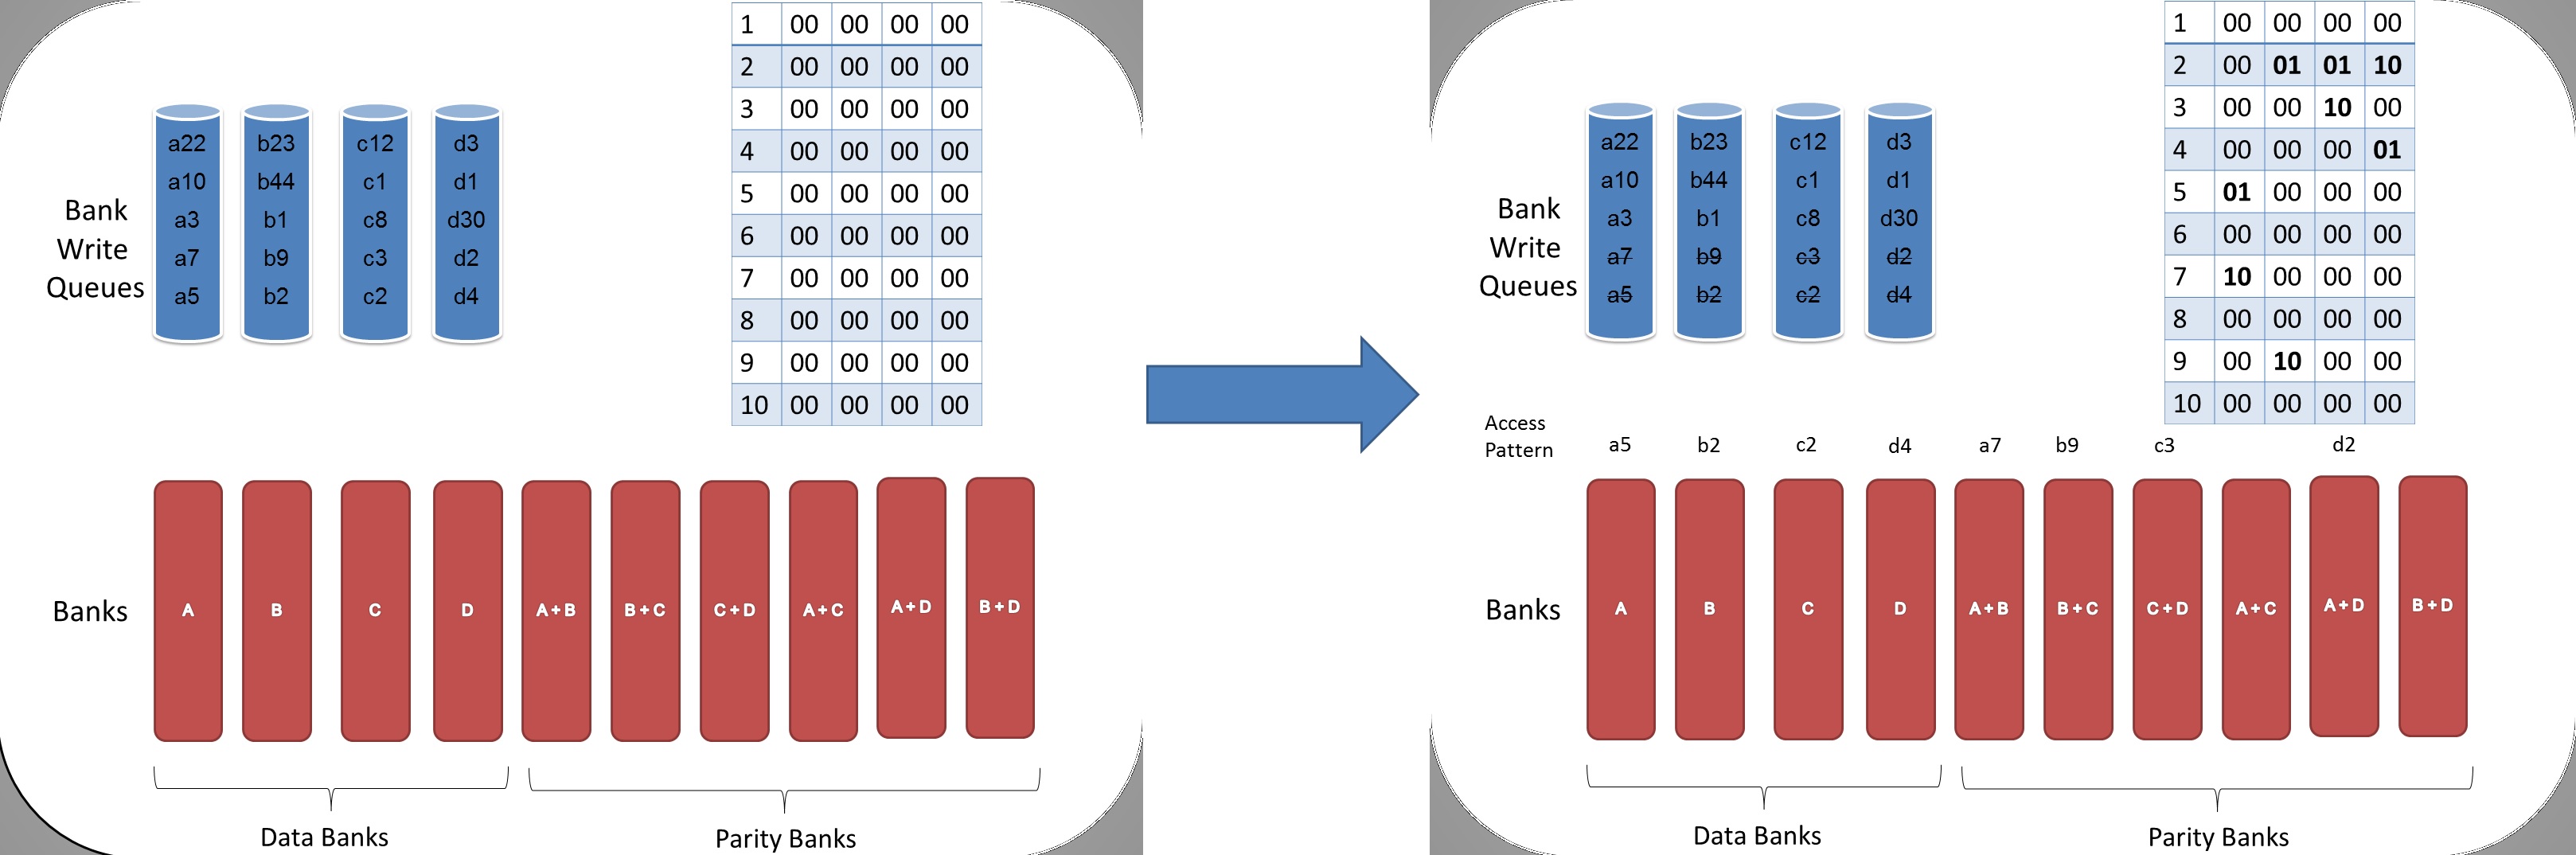 1 00 00 00 00
2 00 00 00 00
3 00 00 00 00
4 00 00 00 00
5 00 00 00 00
6 00 00 00 00
7 00 00 00 00
8 00 00 00 00
9 00 00 00 00
10 00 00 00 00
Bank
Write
Queues
a22 b23 c12 d3
a10 b44 c1 d1
a3 b1 c8 d30
a7 b9 c3 d2
a5 b2 c2 d4
Banks
A B C D A+B B+C C+D A+C A+D B+D
Data Banks
Parity Banks
1 00 00 00 00
2 00 01 01 10
3 00 00 10 00
4 00 00 00 01
5 01 00 00 00
6 00 00 00 00
7 10 00 00 00
8 00 00 00 00
9 00 10 00 00
10 00 00 00 00
Bank
Write
Queues
a22 b23 c12 d3
a10 b44 c1 d1
a3 b1 c8 d30
a7 b9 c3 d2
a5 b2 c2 d4
Access
Pattern
a5 b2 c2 d4 a7 b9 c3 d2
Banks
A B C D A+B B+C C+D A+C A+D B+D
Data Banks
Parity Banks